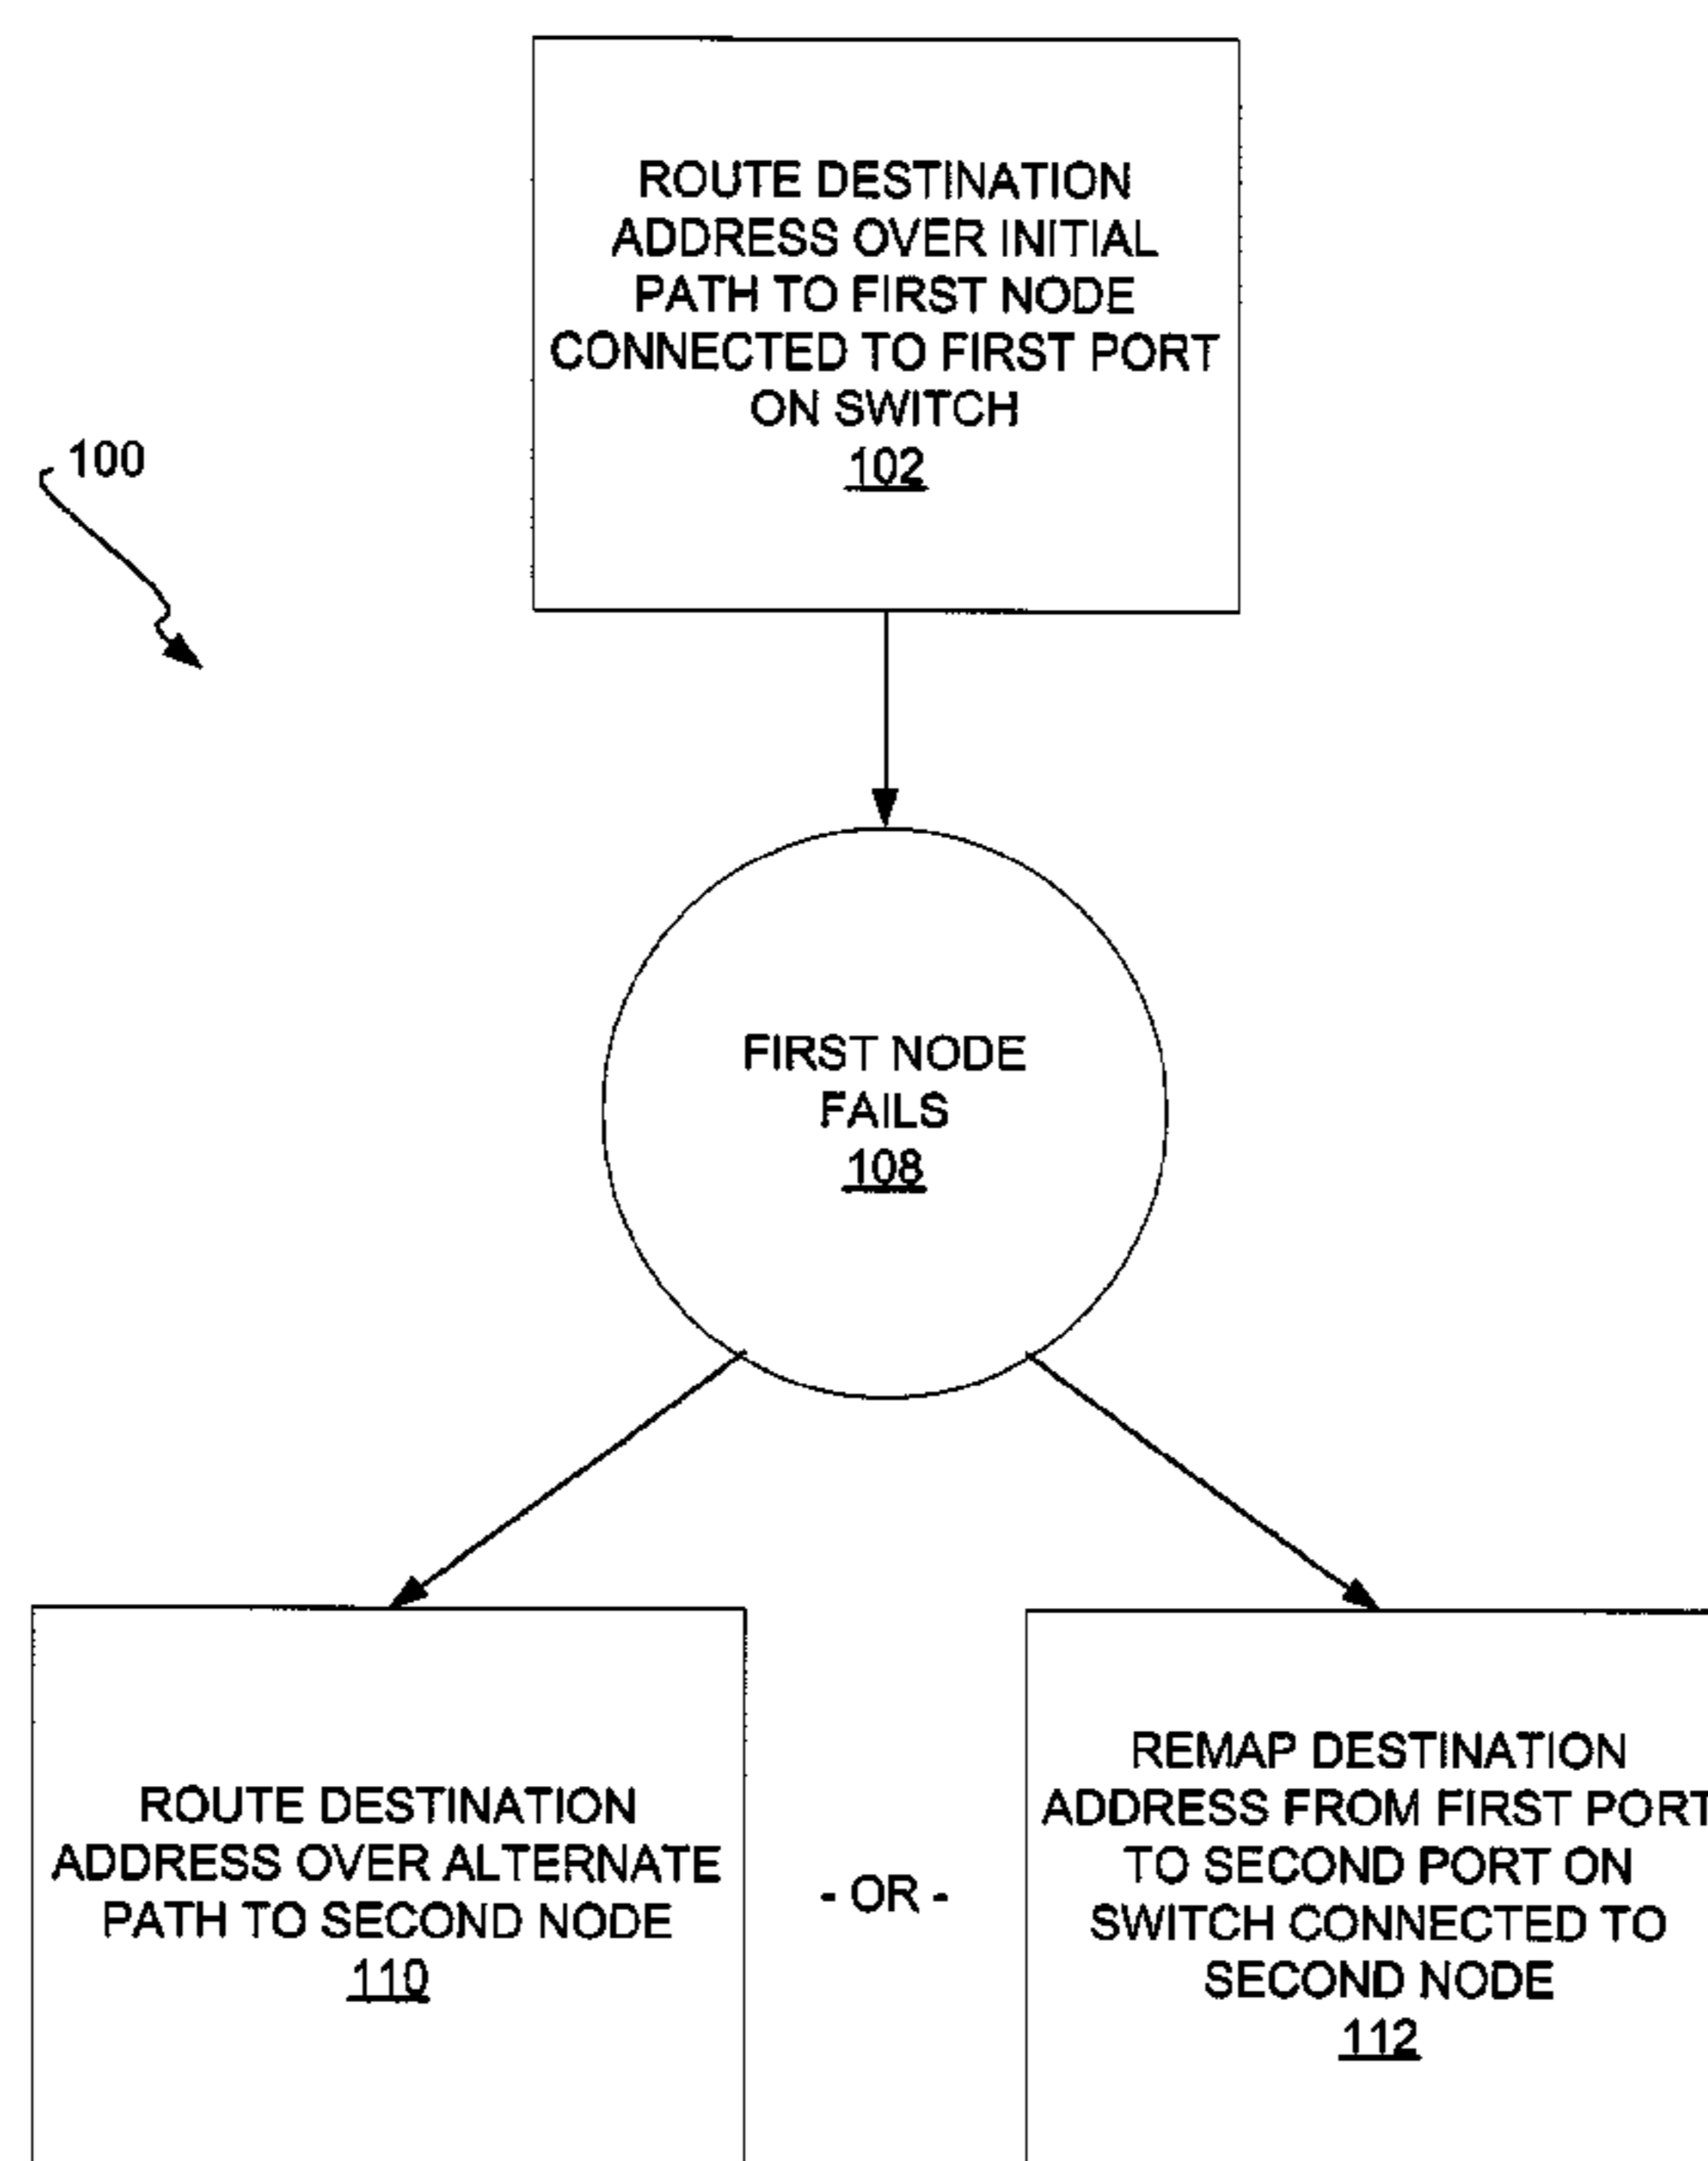 ROUTE DESTINATION
ADDRESS OVER INITIAL
PATH TO FIRST NODE
CONNECTED TO FIRST PORT
ON SWITCH
102
100
FIRST NODE
FAILS
108
ROUTE DESTINATION
ADDRESS OVER ALTERNATE
PATH TO SECOND NODE
110
- OR -
REMAP DESTINATION
ADDRESS FROM FIRST PORT
TO SECOND PORT ON
SWITCH CONNECTED TO
SECOND NODE
112